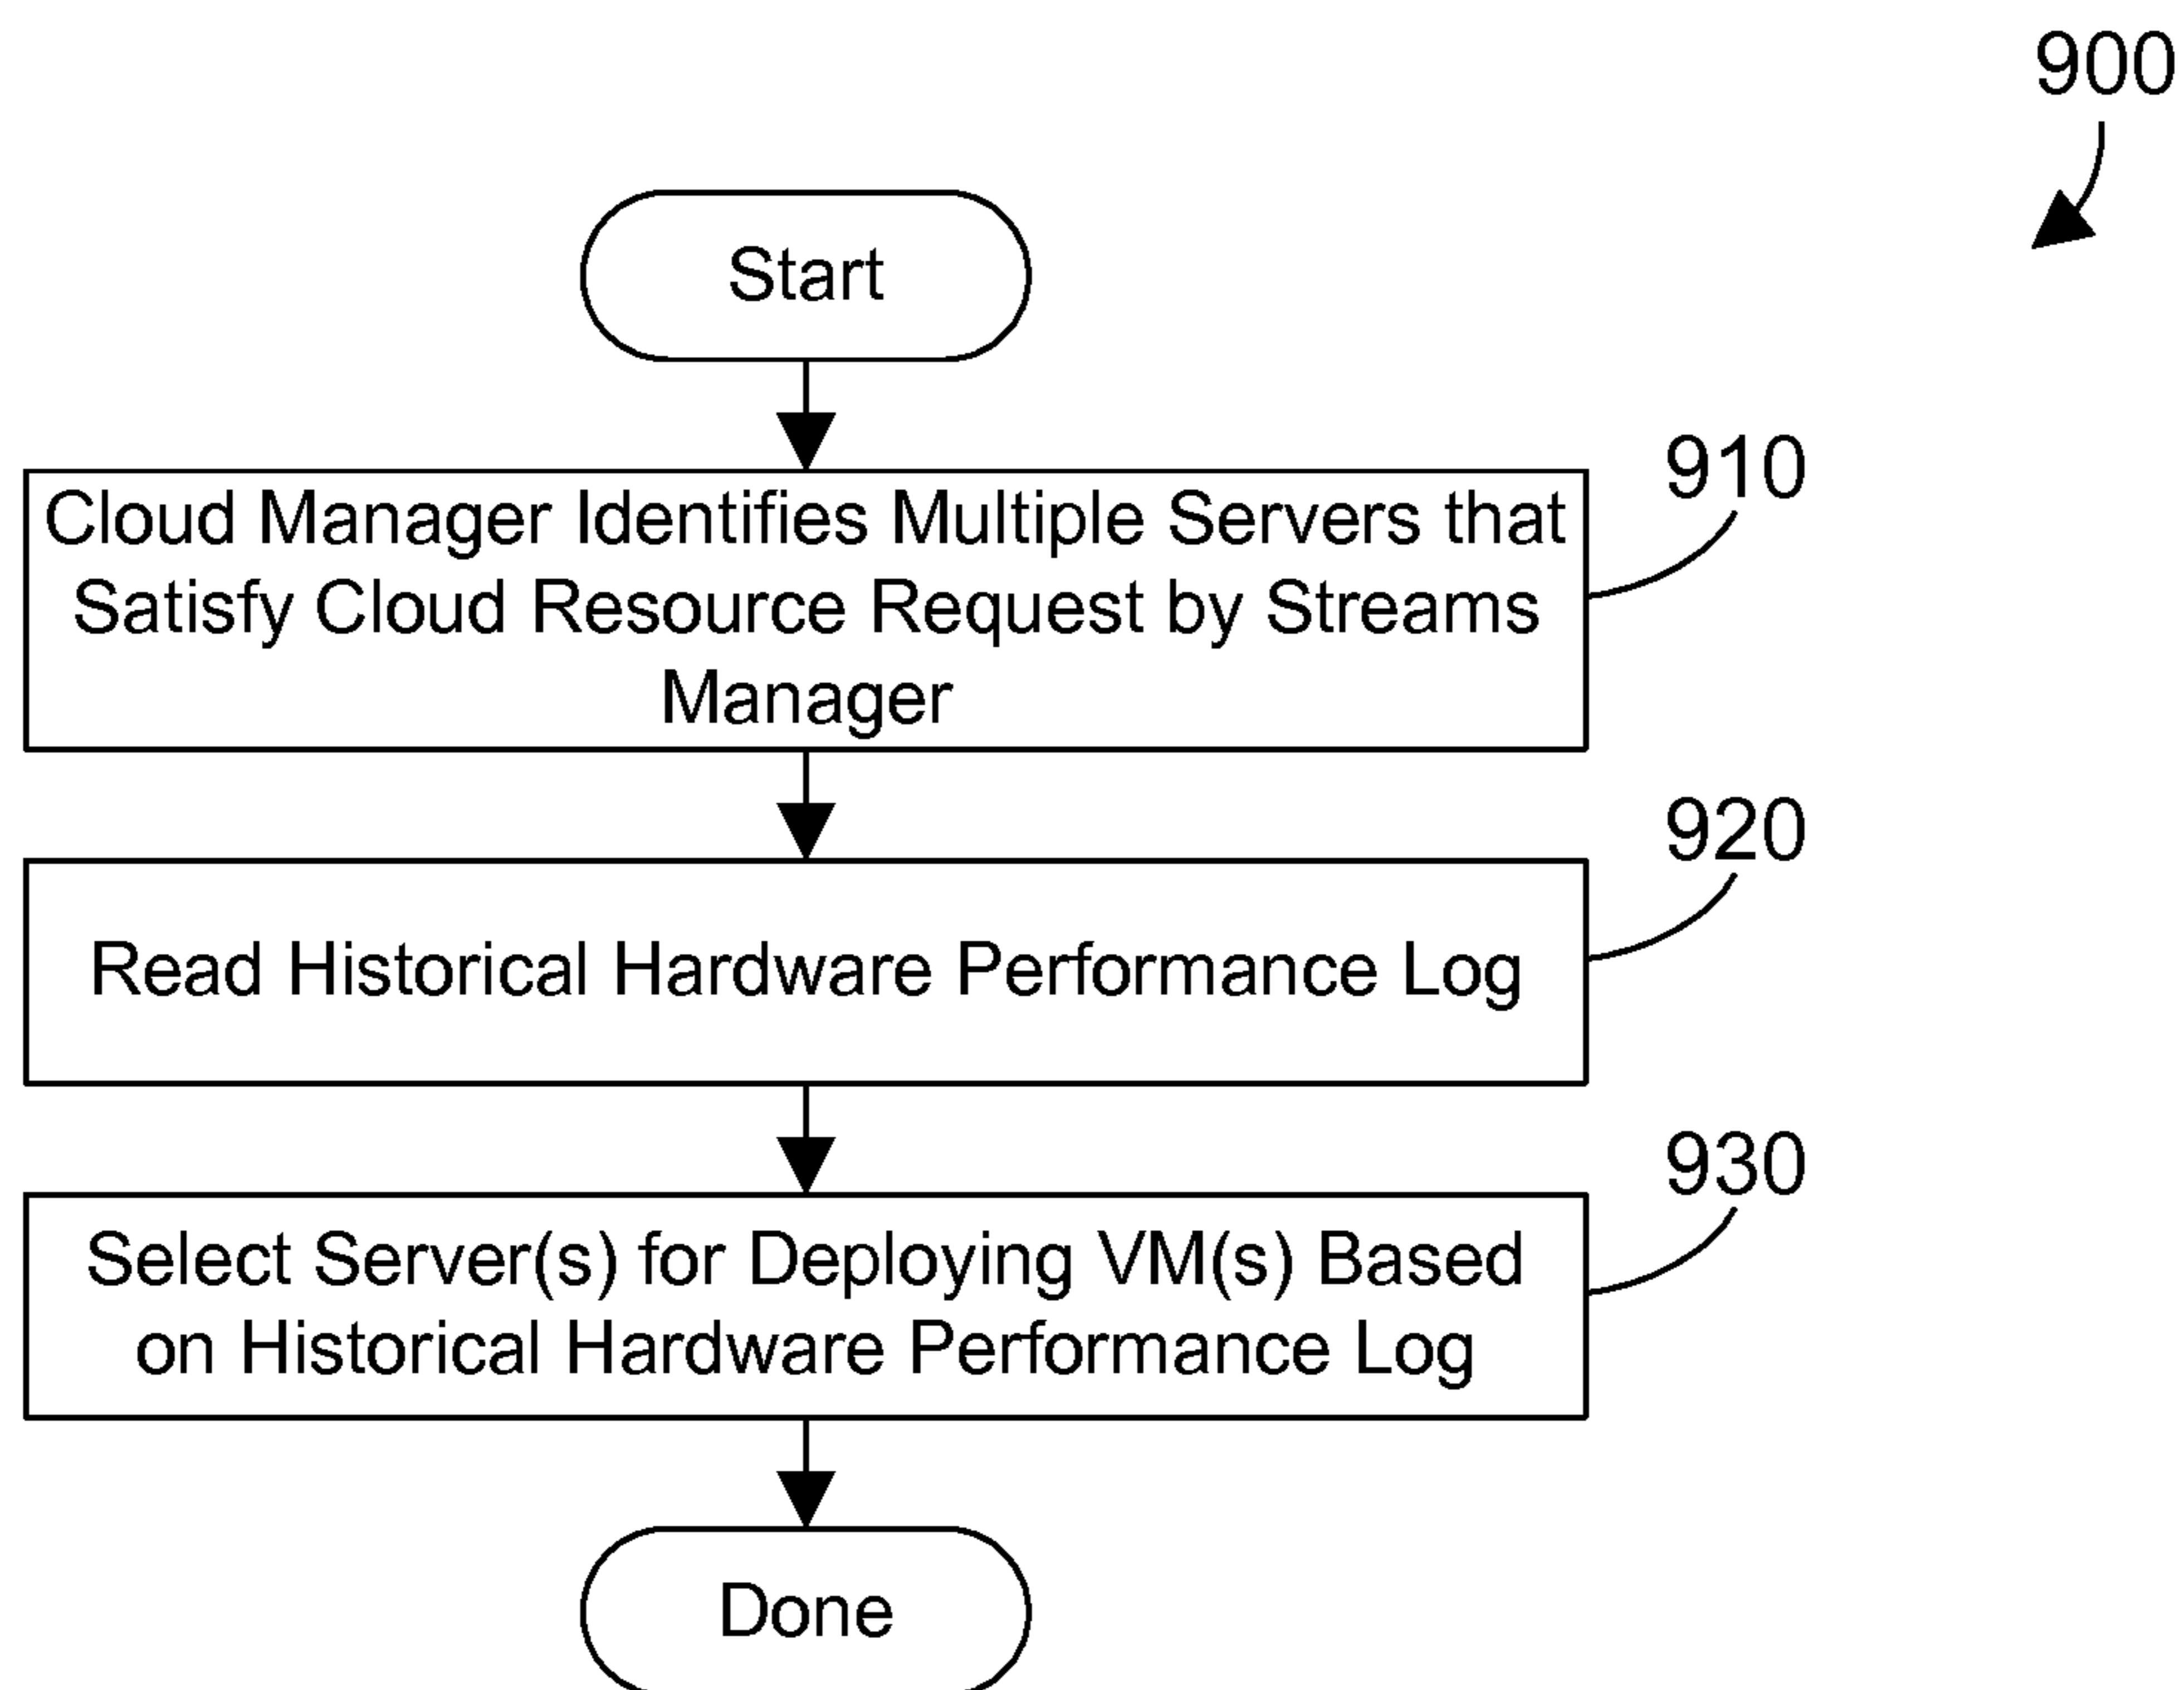 900
Start
910
Cloud Manager Identifies Multiple Servers that
Satisfy Cloud Resource Request by Streams
Manager
920
Read Historical Hardware Performance Log
930
Select Server(s) for Deploying VM(s) Based
on Historical Hardware Performance Log
Done